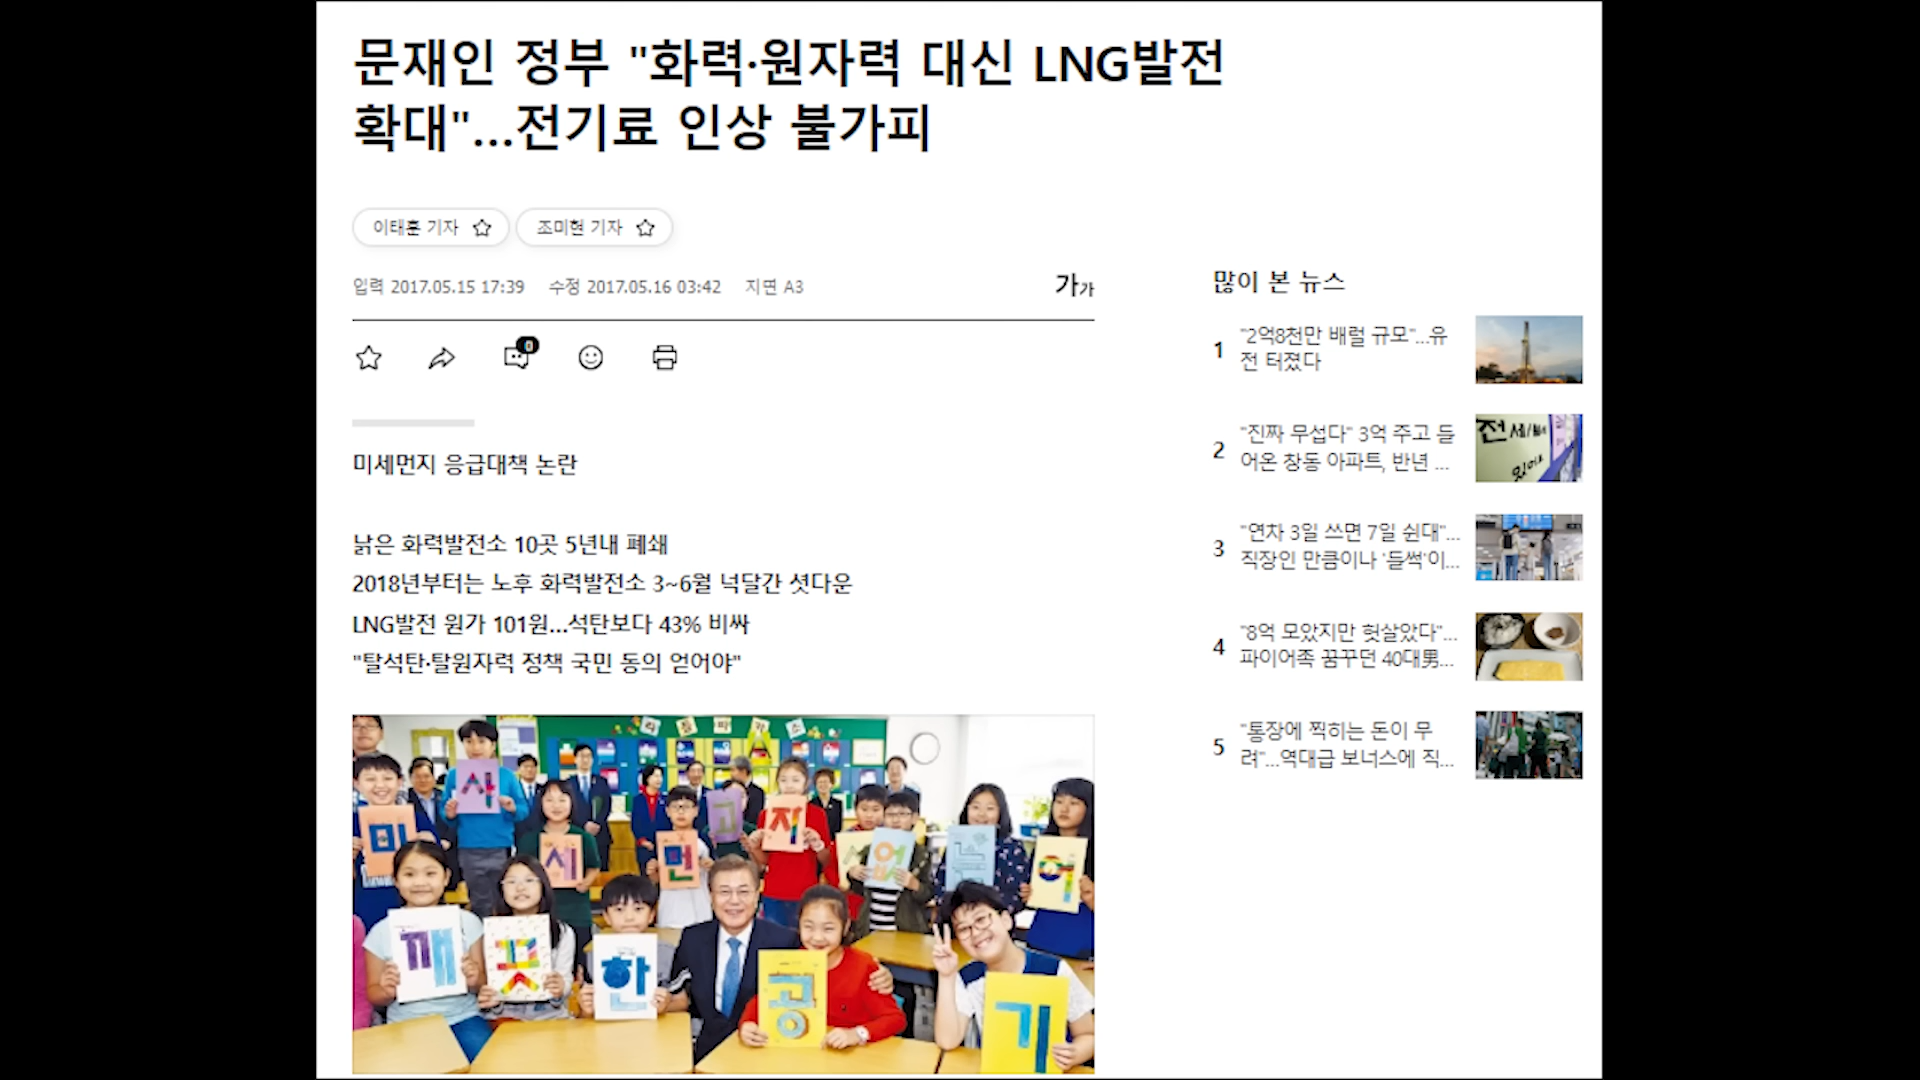 문재인 정부 "화력·원자력 대신 LNG발전
확대"...전기료 인상 불가피
이태훈 기자
조미현 기자
입력 2017.05.15 17:39 수정 2017.05.16 03:42 지면 A3
가가
0
미세먼지 응급대책 논란
낡은 화력발전소 10곳 5년내 폐쇄
2018년부터는 노후 화력발전소 3~6월 넉달간 셧다운
LNG발전 원가 101원...석탄보다 43% 비싸
"탈석탄·탈원자력 정책 국민 동의 얻어야"
사
미 세 먼 고 지 업 는 여
깨 끗 한 공 기
많이 본 뉴스
1 "2억8천만 배럴 규모"...유
전 터졌다
2 "진짜 무섭다" 3억 주고 들
어온 창동 아파트, 반년 ...
전세/
있어요
3 "연차 3일 쓰면 7일 쉰대"...
직장인 만큼이나 '들썩'이...
4 "8억 모았지만 헛살았다"...
파이어족 꿈꾸던 40대男...
5 "통장에 찍히는 돈이 무
려"...역대급 보너스에 직...